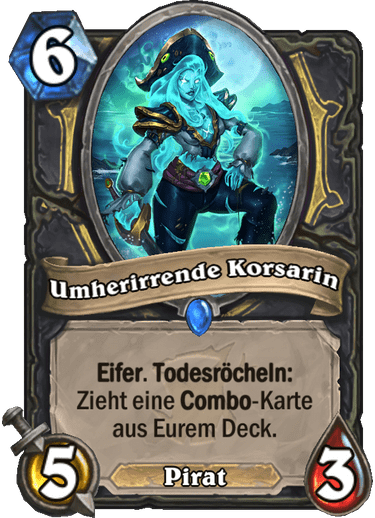 6
Umherirrende Korsarin
Eifer. Todesröcheln:
Zieht eine Combo-Karte
aus Eurem Deck.
5
Pirat
3